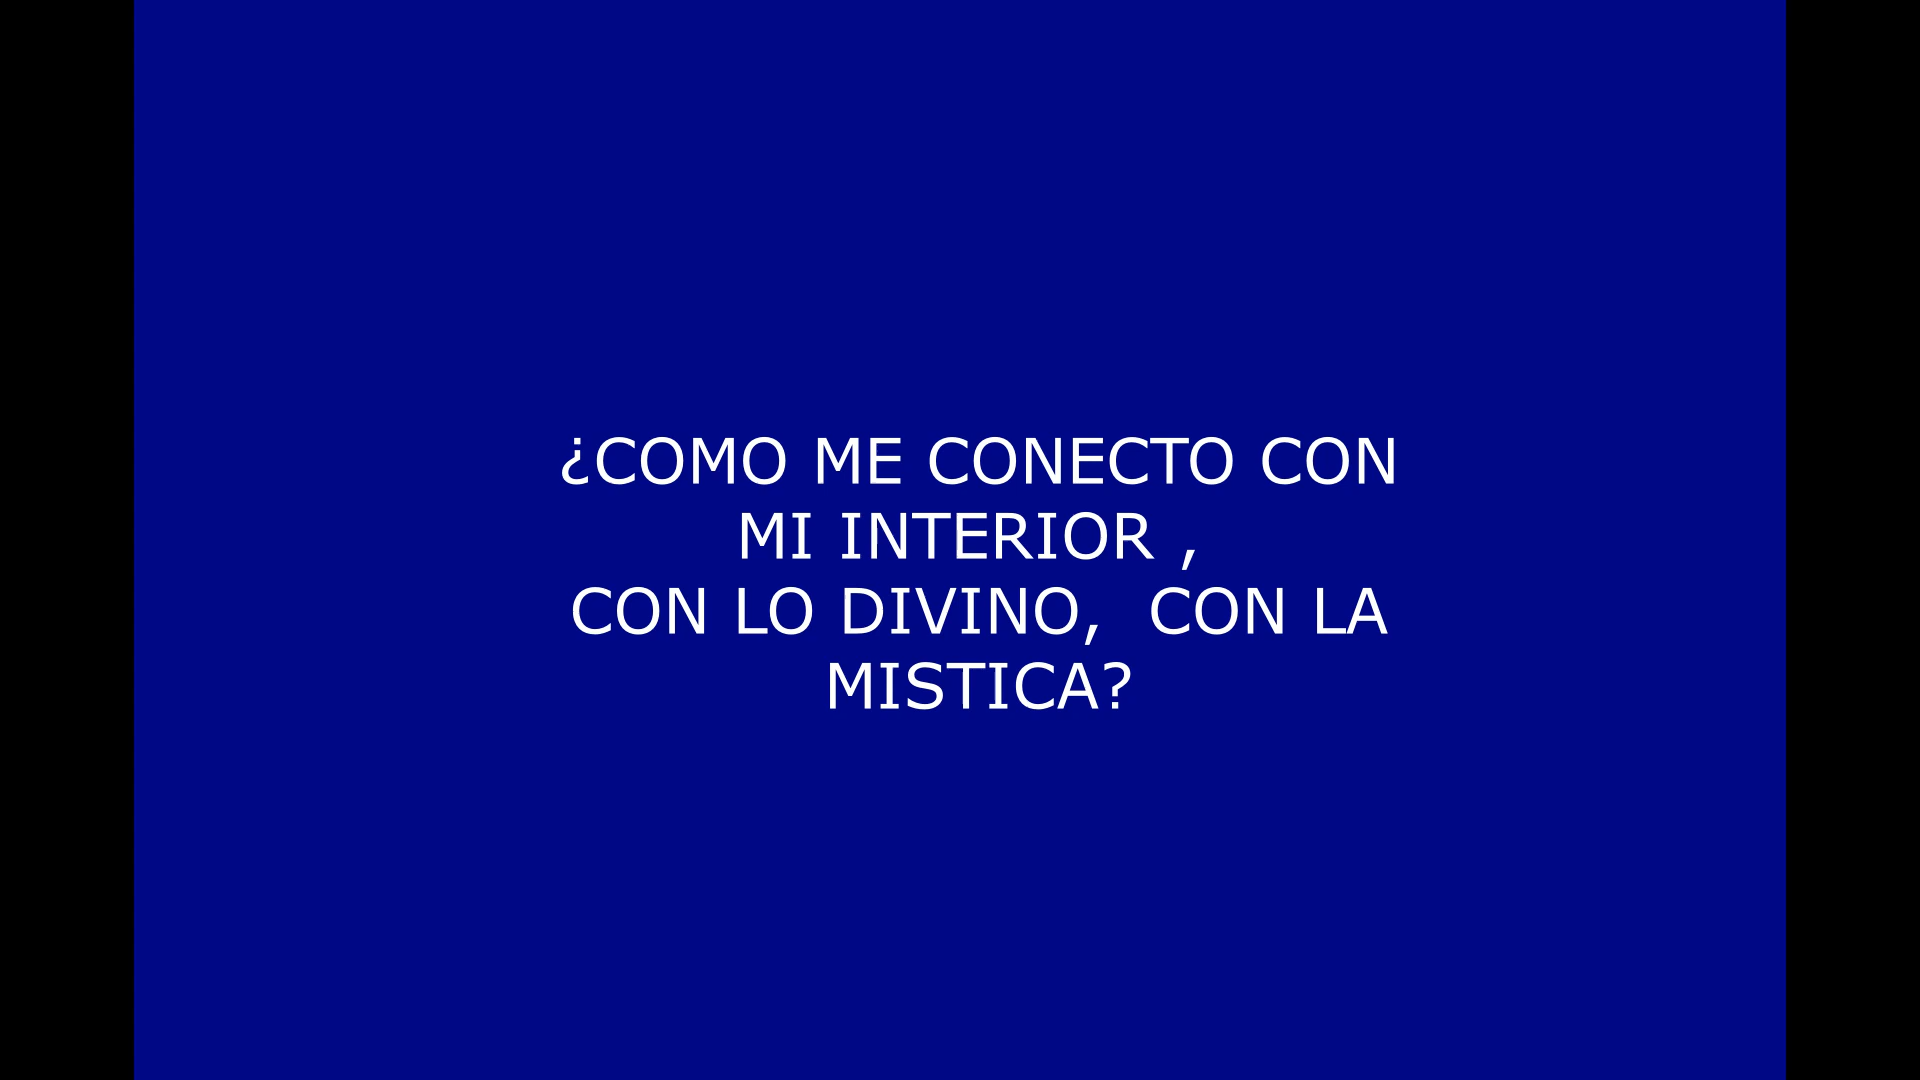 ¿COMO ME CONECTO CON
MI INTERIOR ,
CON LO DIVINO,  CON LA
MISTICA?